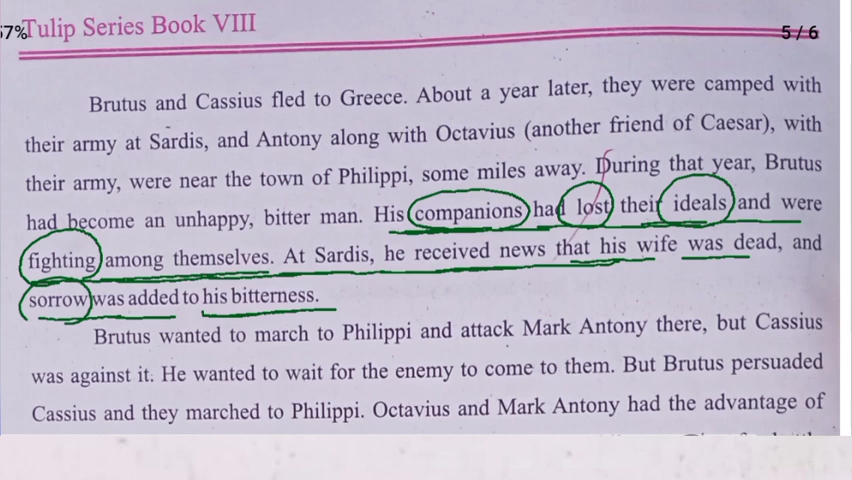 57% Tulip Series Book VIII 5/6
Brutus and Cassius fled to Greece. About a year later, they were camped with
their army at Sardis, and Antony along with Octavius (another friend of Caesar), with
their army, were near the town of Philippi, some miles away. During that year, Brutus
had become an unhappy, bitter man. His companions had lost their ideals and were
fighting among themselves. At Sardis, he received news that his wife was dead, and
sorrow was added to his bitterness.
Brutus wanted to march to Philippi and attack Mark Antony there, but Cassius
was against it. He wanted to wait for the enemy to come to them. But Brutus persuaded
Cassius and they marched to Philippi. Octavius and Mark Antony had the advantage of